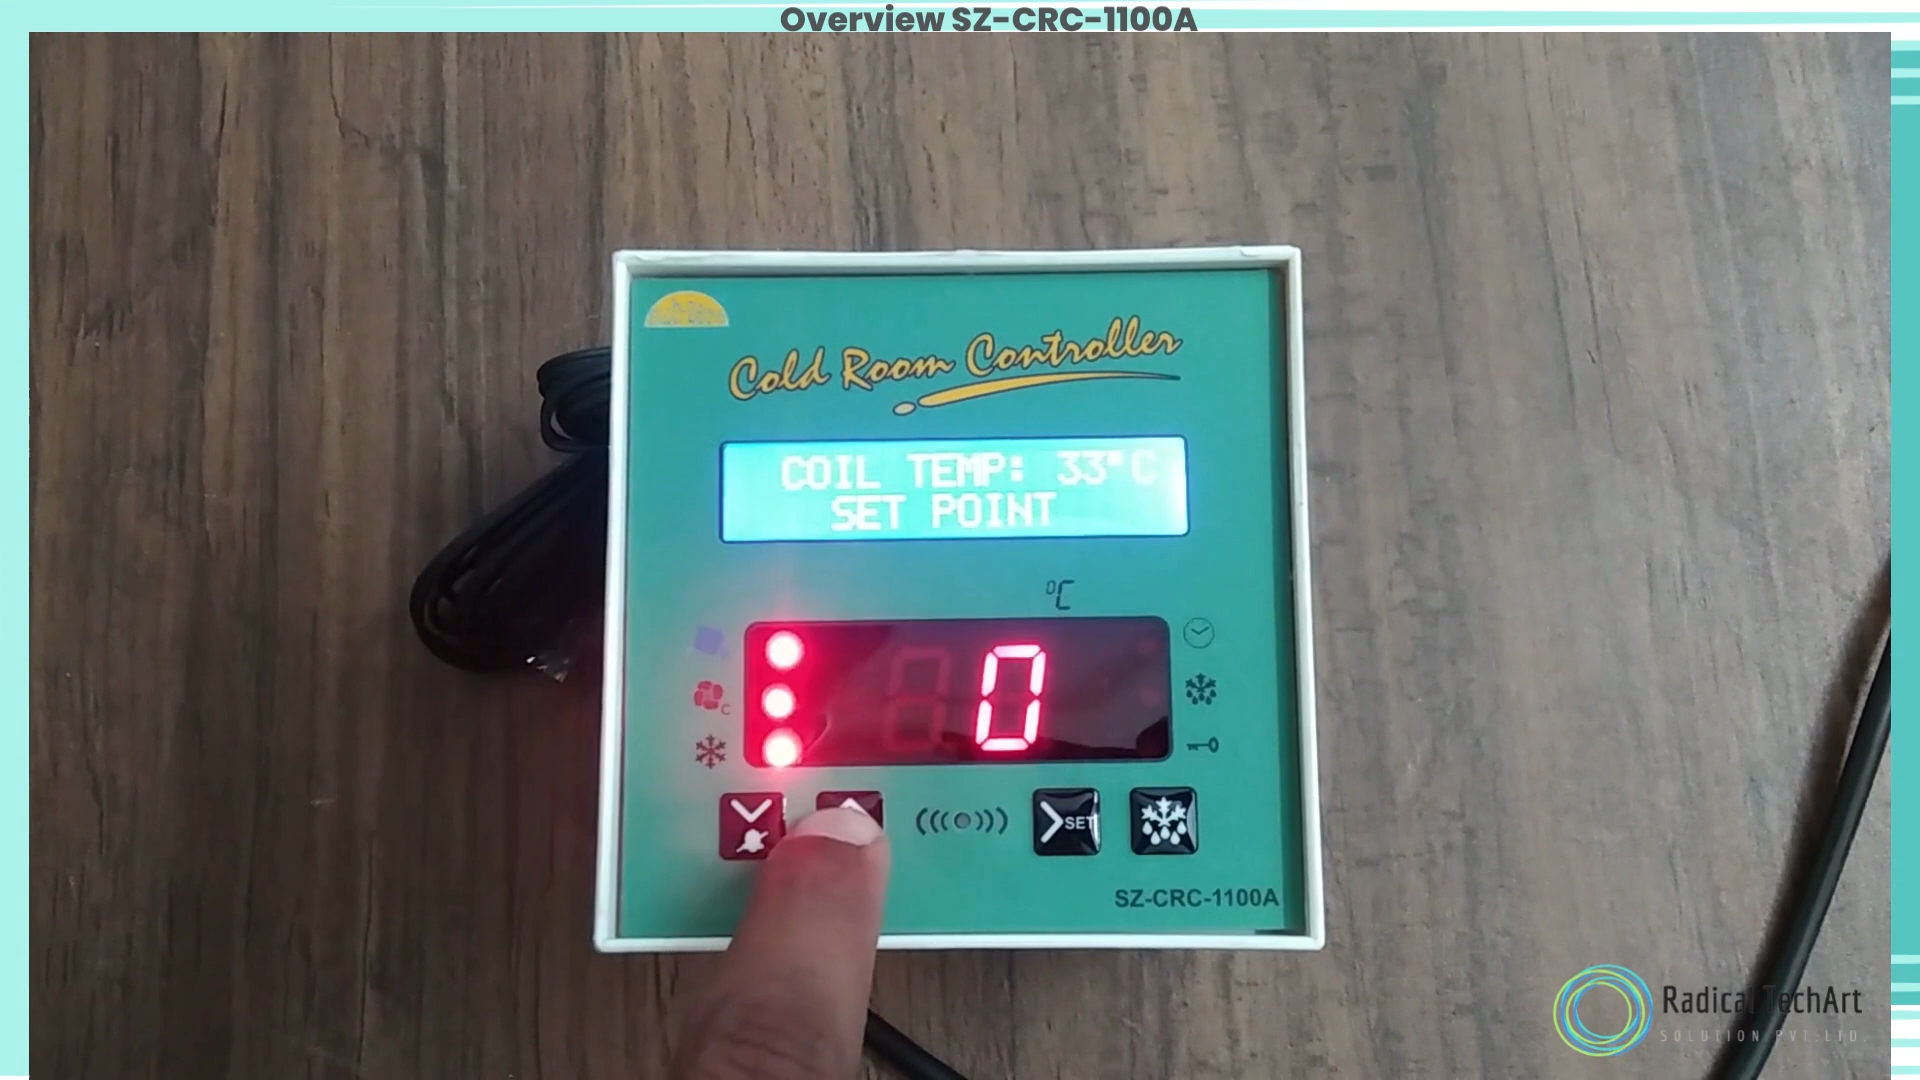 Overview SZ-CRC-1100A
Cold Room Controller
COIL TEMP: 33°C
SET POINT
°C
0
C
SET
SZ-CRC-1100A
Radical TechArt
SOLUTION PVT.LTD.